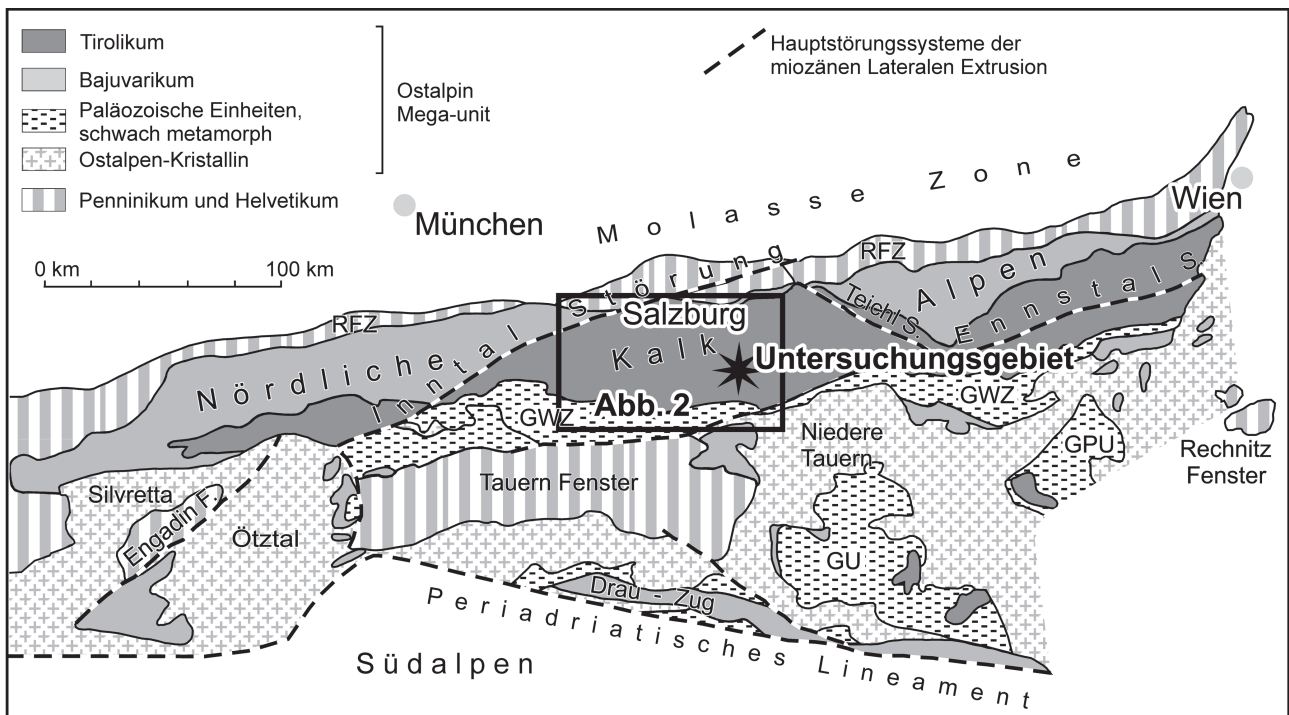 Tirolikum
Bajuvarikum
Paläozoische Einheiten,
schwach metamorph
Ostalpen-Kristallin
Penninikum und Helvetikum
Ostalpin
Mega-unit
Hauptstörungssysteme der
miozänen Lateralen Extrusion
0 km
100 km
München
Molasse Zone
Wien
RFZ
RFZ
Nördliche Kalk Alpen
Inntal Störung
Salzburg
Teichl S.
Ennstal S.
Untersuchungsgebiet
Abb. 2
GWZ
GWZ
Niedere
Tauern
GPU
Rechnitz
Fenster
Silvretta
Engadin F.
Ötztal
Tauern Fenster
GU
Drau - Zug
Periadriatisches Lineament
Südalpen